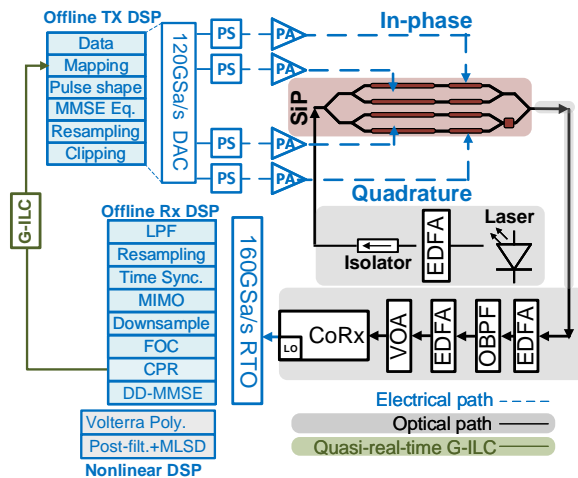 Offline TX DSP
Data
Mapping
Pulse shape
MMSE Eq.
Resampling
Clipping
120GSa/s DAC
PS
PA
PS
PA
PS
PA
PS
PA
In-phase
SiP
Quadrature
Laser
EDFA
Isolator
G-ILC
Offline Rx DSP
LPF
Resampling
Time Sync.
MIMO
Downsample
FOC
CPR
DD-MMSE
Volterra Poly.
Post-filt.+MLSD
Nonlinear DSP
160GSa/s RTO
LO
CoRx
VOA
EDFA
OBPF
EDFA
Electrical path
Optical path
Quasi-real-time G-ILC